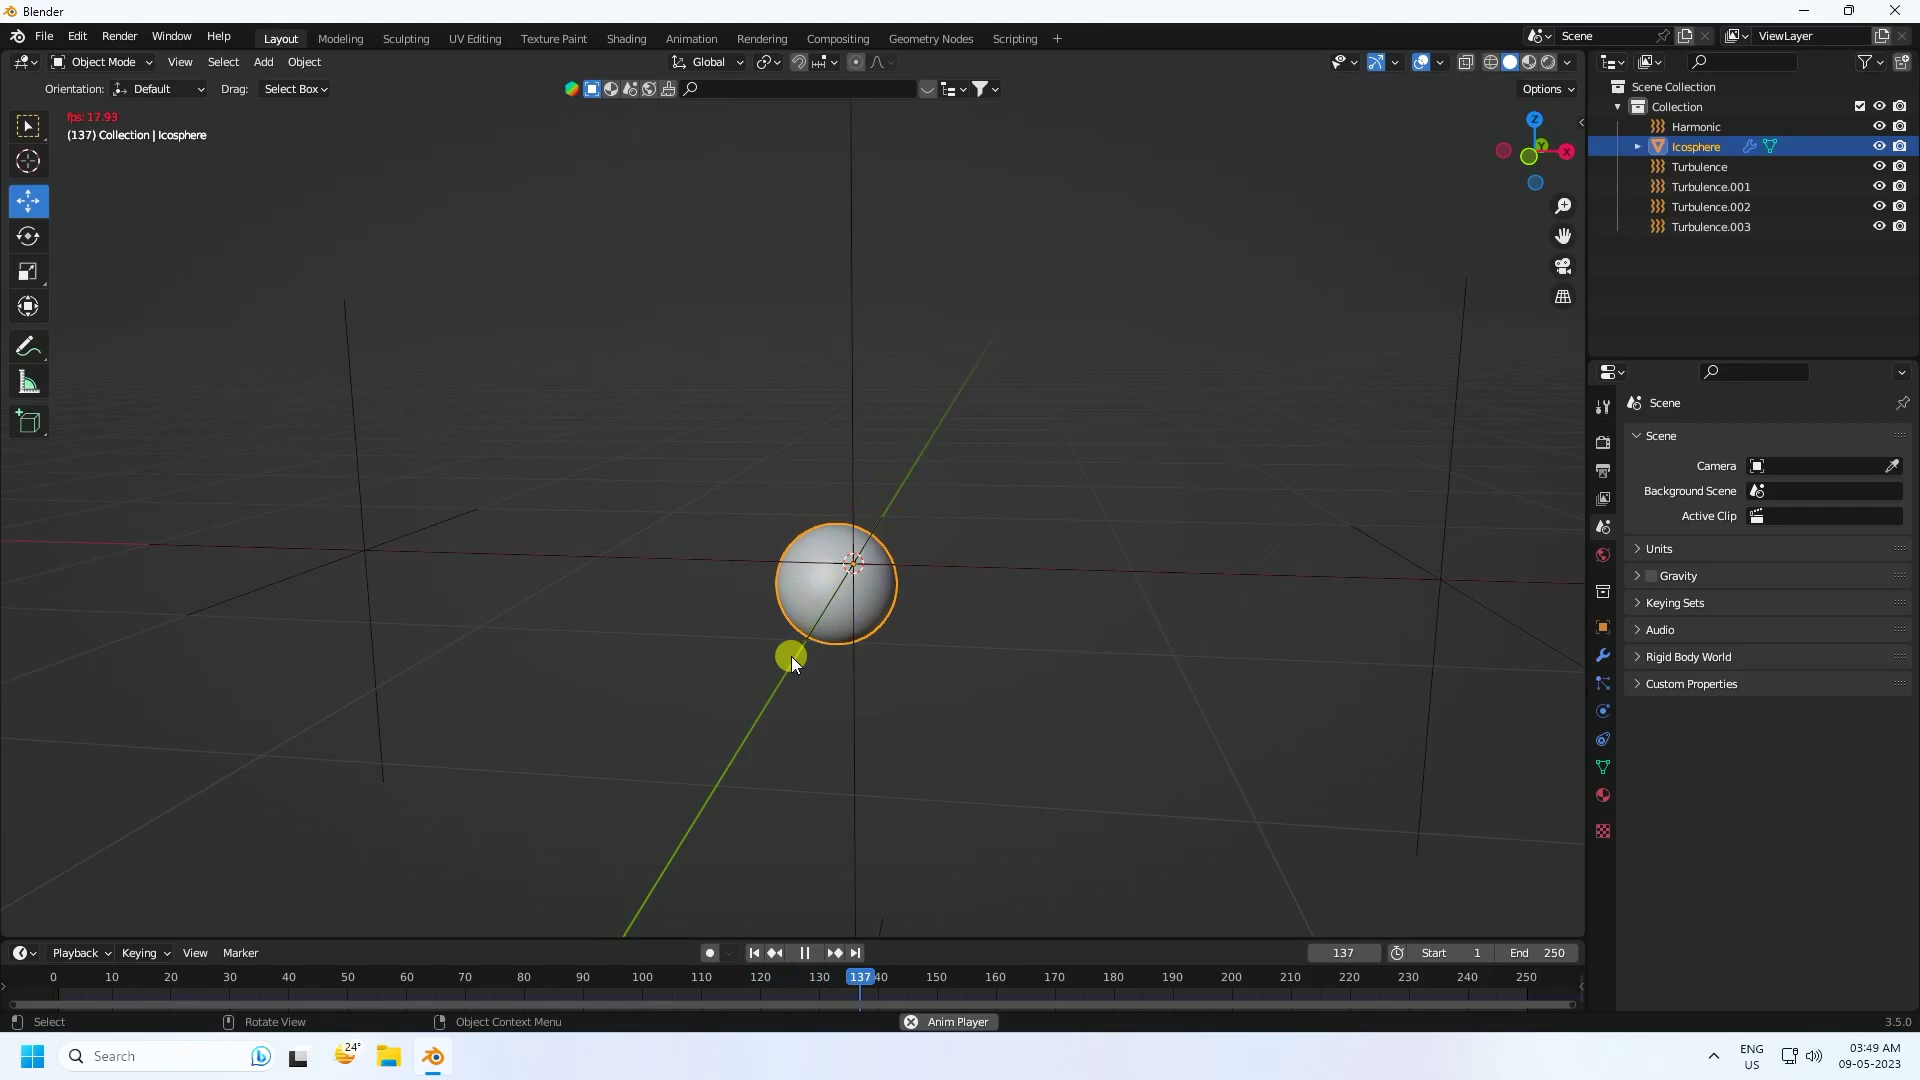 Blender
File Edit Render Window Help Layout Modeling Sculpting UV Editing Texture Paint Shading Animation Rendering Compositing Geometry Nodes Scripting + Scene ViewLayer
Object Mode View Select Add Object Global
Orientation: Default Drag: Select Box Options
fps: 17.93
(137) Collection | Icosphere
Z
Y
X
Scene Collection
Collection
Harmonic
Icosphere
Turbulence
Turbulence.001
Turbulence.002
Turbulence.003
Scene
Scene
Camera
Background Scene
Active Clip
Units
Gravity
Keying Sets
Audio
Rigid Body World
Custom Properties
Playback Keying View Marker 137 Start 1 End 250
0 10 20 30 40 50 60 70 80 90 100 110 120 130 137 40 150 160 170 180 190 200 210 220 230 240 250
Select Rotate View Object Context Menu Anim Player 3.5.0
Search 24° ENG US 03:49 AM 09-05-2023